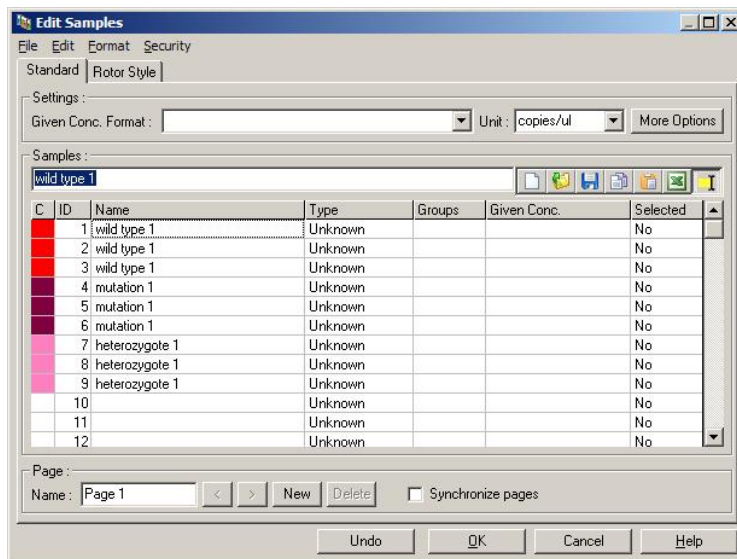 Edit Samples
File Edit Format Security
Standard Rotor Style
Settings :
Given Conc. Format : Unit : copies/ul More Options
Samples :
wild type 1
C ID Name Type Groups Given Conc. Selected
1 wild type 1 Unknown No
2 wild type 1 Unknown No
3 wild type 1 Unknown No
4 mutation 1 Unknown No
5 mutation 1 Unknown No
6 mutation 1 Unknown No
7 heterozygote 1 Unknown No
8 heterozygote 1 Unknown No
9 heterozygote 1 Unknown No
10 Unknown No
11 Unknown No
12 Unknown No
Page :
Name : Page 1 < > New Delete Synchronize pages
Undo OK Cancel Help